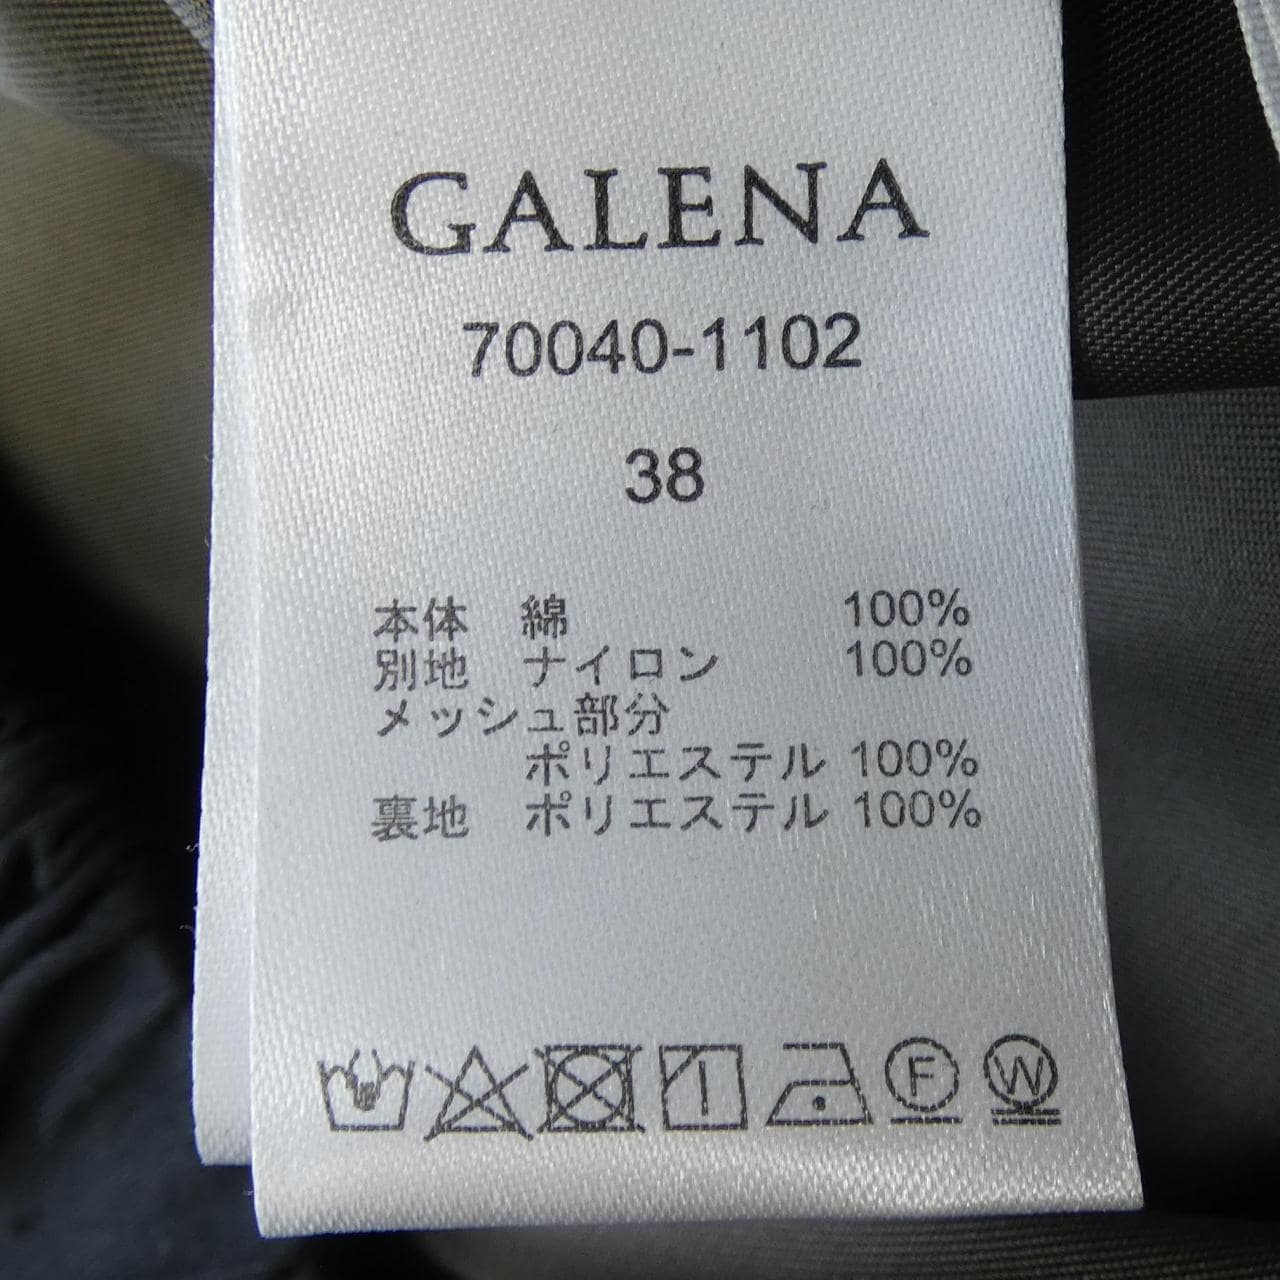 GALENA
70040-1102
38
本体 綿 100%
別地 ナイロン 100%
メッシュ部分
ポリエステル 100%
裏地 ポリエステル 100%
F W